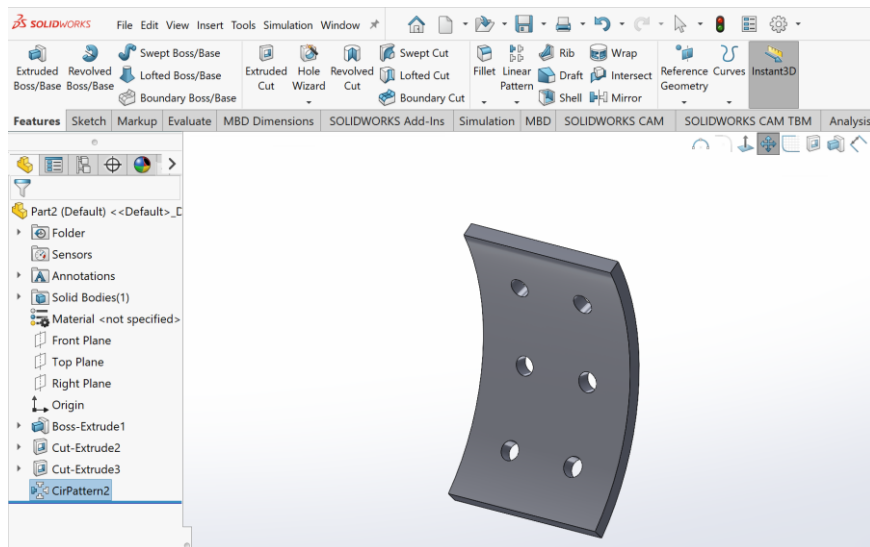 SOLIDWORKS File Edit View Insert Tools Simulation Window
Extruded Boss/Base
Revolved Boss/Base
Swept Boss/Base
Lofted Boss/Base
Boundary Boss/Base
Extruded Cut
Hole Wizard
Revolved Cut
Swept Cut
Lofted Cut
Boundary Cut
Fillet
Linear Pattern
Rib
Draft
Shell
Wrap
Intersect
Mirror
Reference Geometry
Curves
Instant3D
Features Sketch Markup Evaluate MBD Dimensions SOLIDWORKS Add-Ins Simulation MBD SOLIDWORKS CAM SOLIDWORKS CAM TBM Analysis
Part2 (Default) <<Default>_D
Folder
Sensors
Annotations
Solid Bodies(1)
Material <not specified>
Front Plane
Top Plane
Right Plane
Origin
Boss-Extrude1
Cut-Extrude2
Cut-Extrude3
CirPattern2